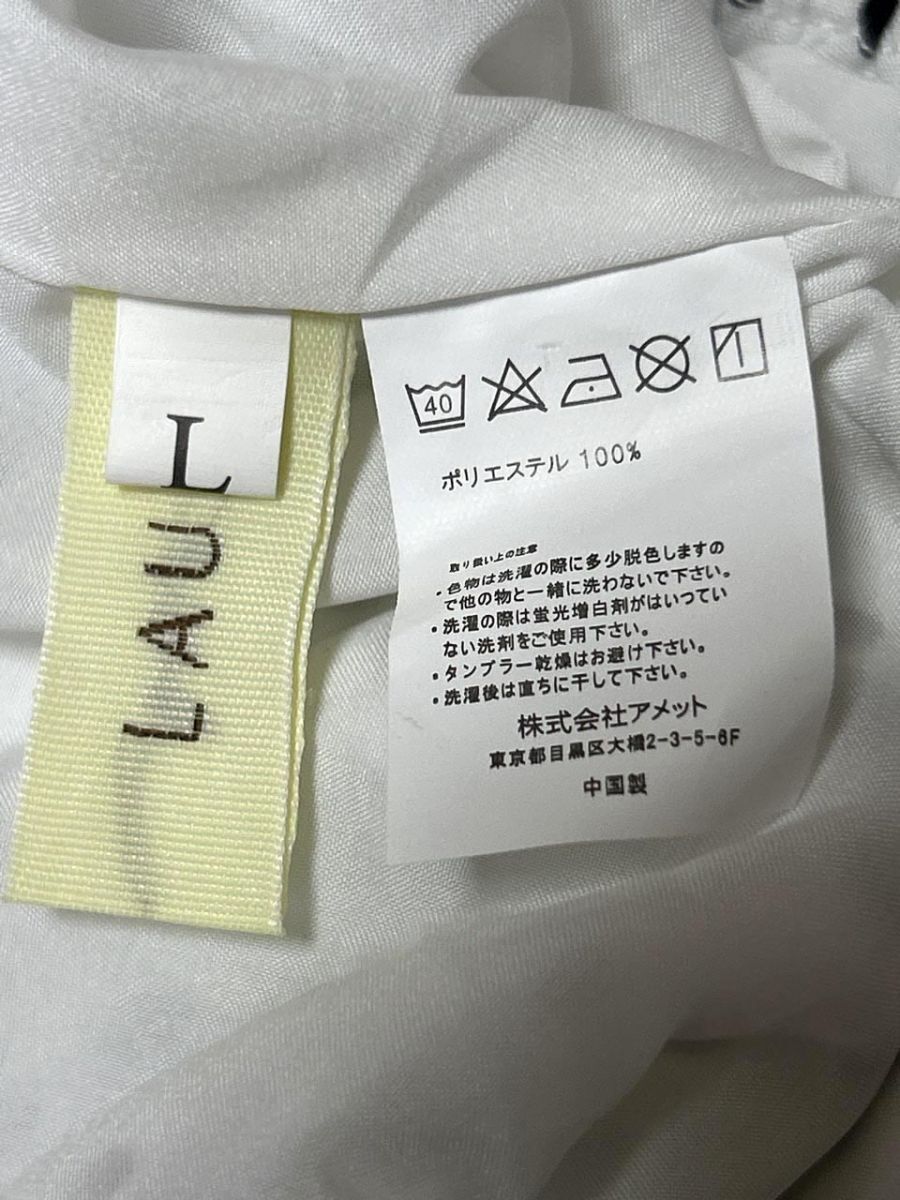 L
LAU
40
ポリエステル 100%
取り扱い上の注意
・色物は洗濯の際に多少脱色しますの
で他の物と一緒に洗わないで下さい。
・洗濯の際は蛍光増白剤がはいつてい
ない洗剤をご使用下さい。
・タンブラー乾燥はお避け下さい。
・洗濯後は直ちに干して下さい。
株式会社アメット
東京都目黒区大橋2-3-5-6F
中国製